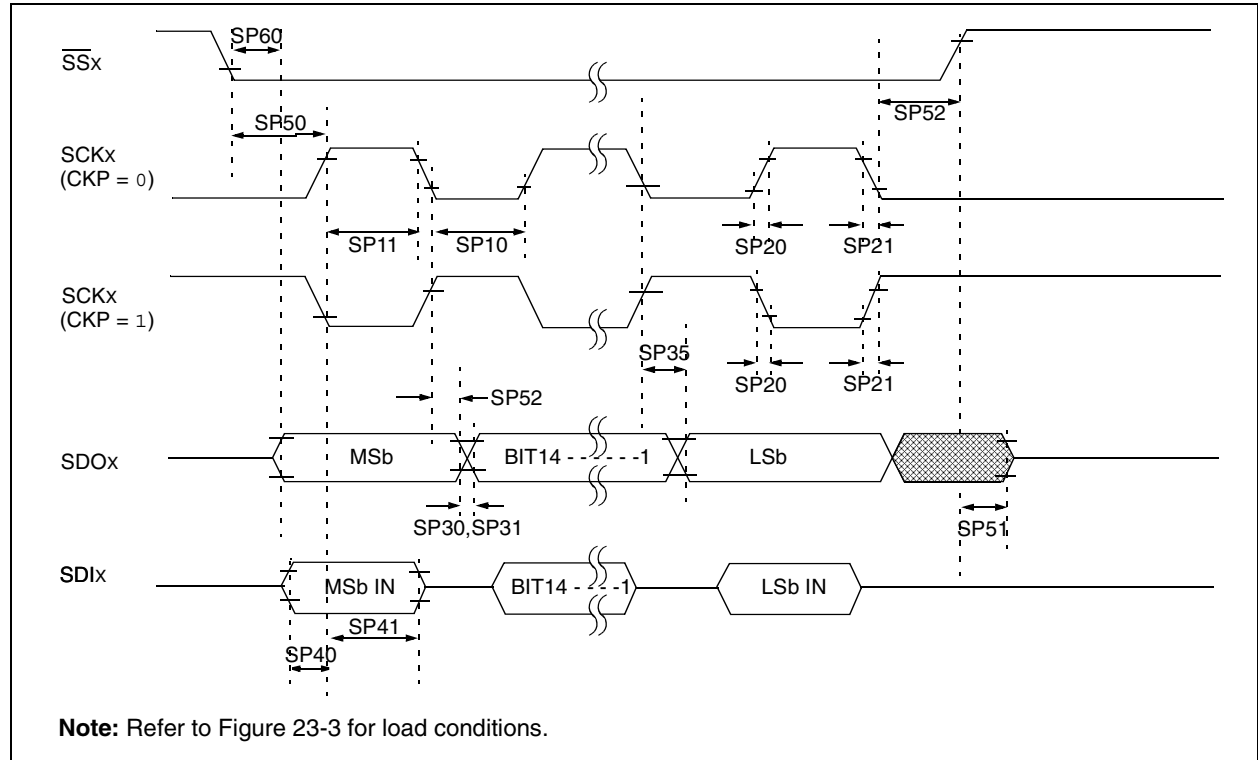 SP60
SSx
SP52
SP50
SCKx
(CKP = 0)
SP11
SP10
SP20
SP21
SCKx
(CKP = 1)
SP35
SP20
SP21
SP52
SDOx
MSb
BIT14 - - - - - -1
LSb
SP30,SP31
SP51
SDIx
MSb IN
BIT14 - - - -1
LSb IN
SP41
SP40
Note: Refer to Figure 23-3 for load conditions.